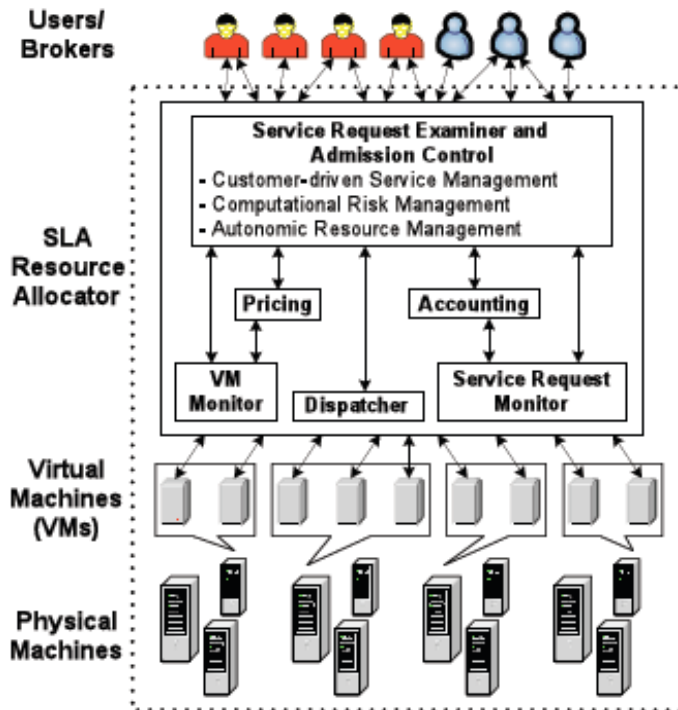 Users/
Brokers
Service Request Examiner and
Admission Control
- Customer-driven Service Management
- Computational Risk Management
- Autonomic Resource Management
SLA
Resource
Allocator
Pricing
Accounting
VM
Monitor
Dispatcher
Service Request
Monitor
Virtual
Machines
(VMs)
Physical
Machines